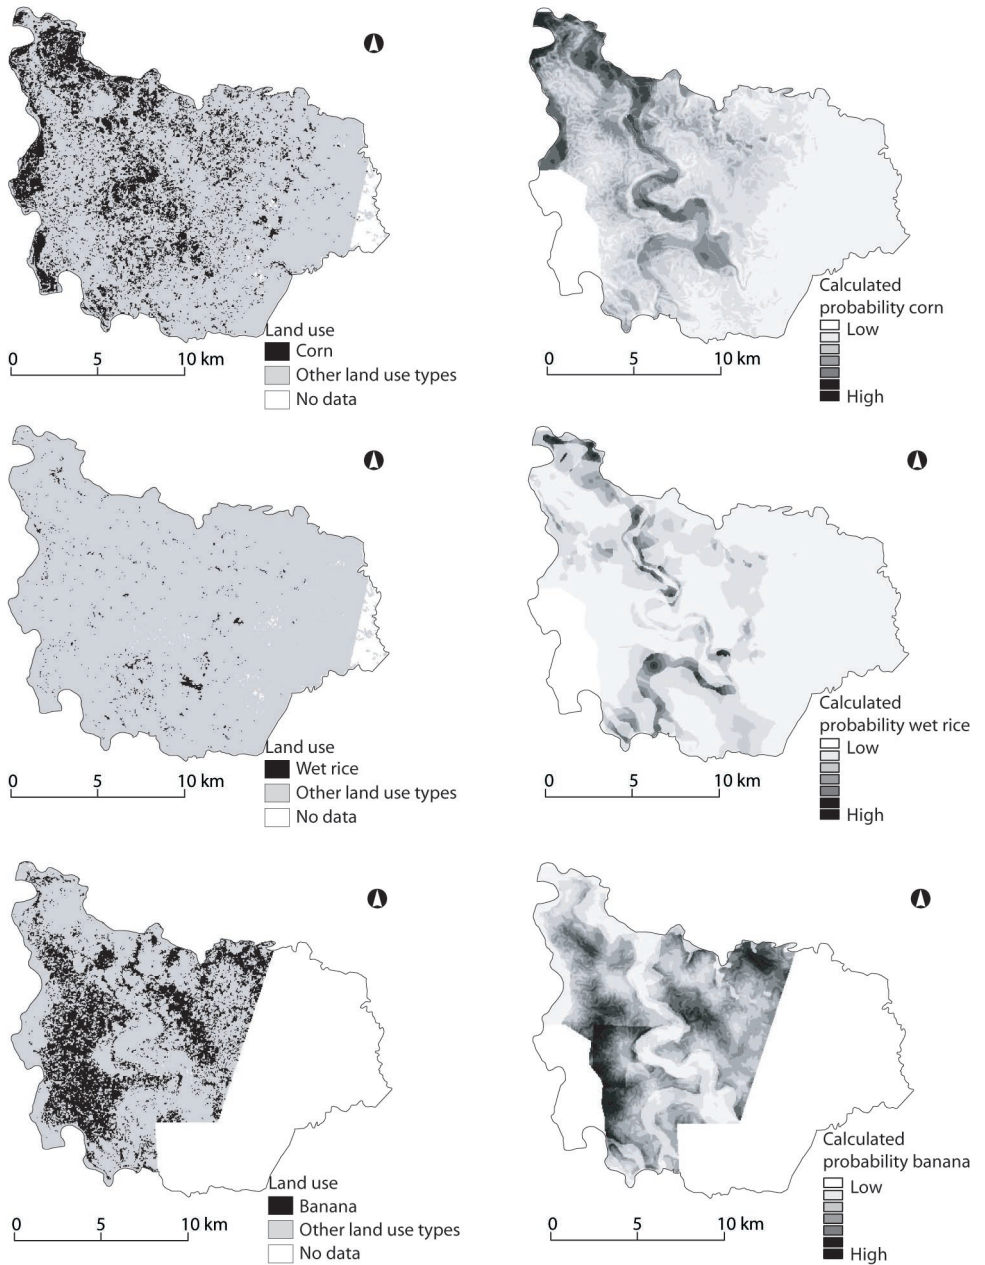 Land use
Corn
Other land use types
No data
0 5 10 km
Calculated
probability corn
Low
High
0 5 10 km
Land use
Wet rice
Other land use types
No data
0 5 10 km
Calculated
probability wet rice
Low
High
0 5 10 km
Land use
Banana
Other land use types
No data
0 5 10 km
Calculated
probability banana
Low
High
0 5 10 km